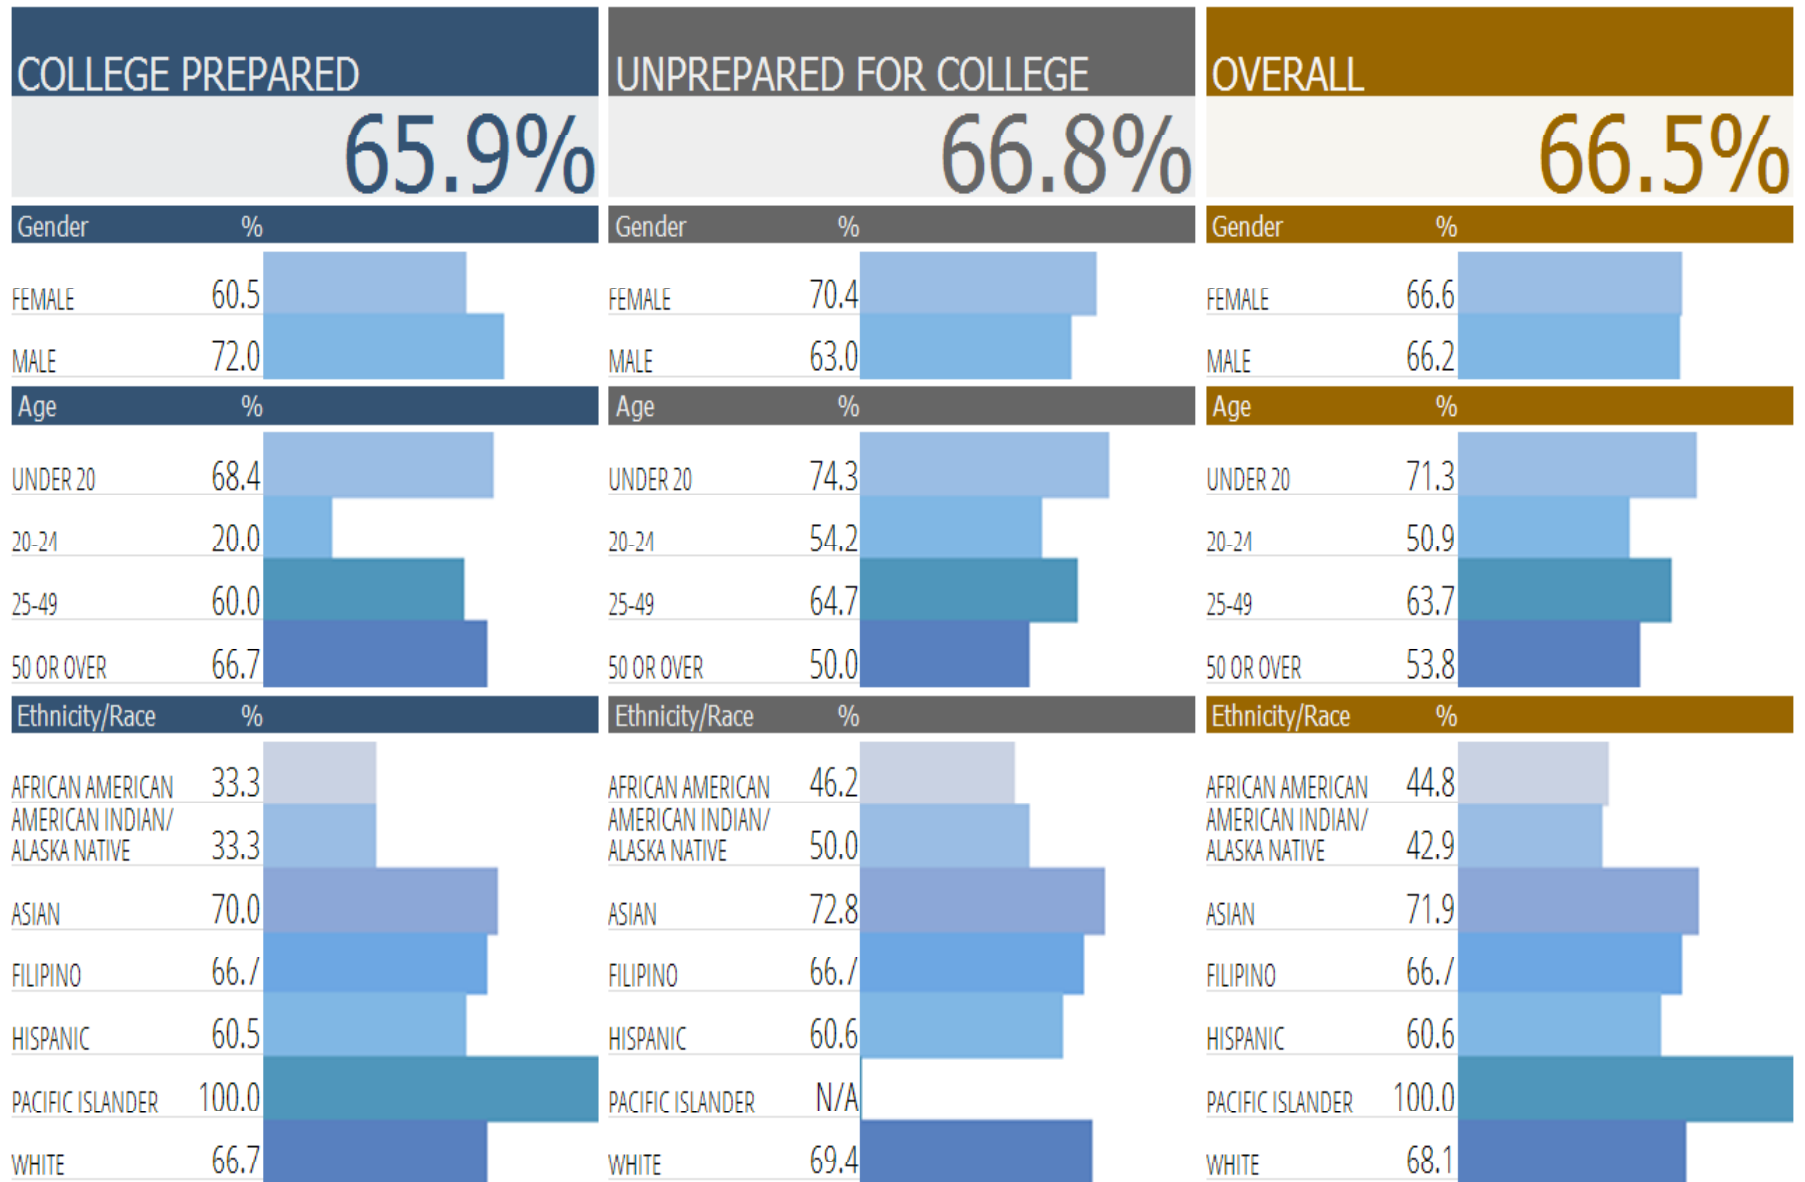 COLLEGE PREPARED
65.9%
Gender %
FEMALE 60.5
MALE 72.0
Age %
UNDER 20 68.4
20-24 20.0
25-49 60.0
50 OR OVER 66.7
Ethnicity/Race %
AFRICAN AMERICAN 33.3
AMERICAN INDIAN/
ALASKA NATIVE 33.3
ASIAN 70.0
FILIPINO 66.7
HISPANIC 60.5
PACIFIC ISLANDER 100.0
WHITE 66.7
UNPREPARED FOR COLLEGE
66.8%
Gender %
FEMALE 70.4
MALE 63.0
Age %
UNDER 20 74.3
20-24 54.2
25-49 64.7
50 OR OVER 50.0
Ethnicity/Race %
AFRICAN AMERICAN 46.2
AMERICAN INDIAN/
ALASKA NATIVE 50.0
ASIAN 72.8
FILIPINO 66.7
HISPANIC 60.6
PACIFIC ISLANDER N/A
WHITE 69.4
OVERALL
66.5%
Gender %
FEMALE 66.6
MALE 66.2
Age %
UNDER 20 71.3
20-24 50.9
25-49 63.7
50 OR OVER 53.8
Ethnicity/Race %
AFRICAN AMERICAN 44.8
AMERICAN INDIAN/
ALASKA NATIVE 42.9
ASIAN 71.9
FILIPINO 66.7
HISPANIC 60.6
PACIFIC ISLANDER 100.0
WHITE 68.1